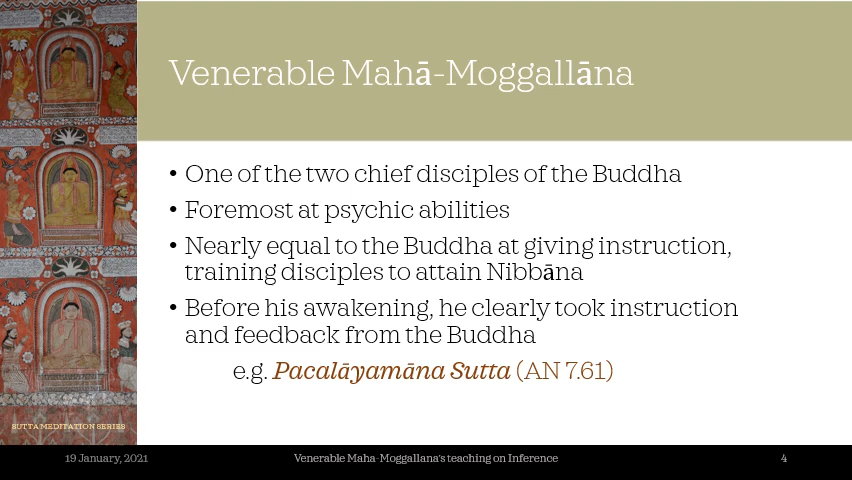 Venerable Mahā-Moggallāna
• One of the two chief disciples of the Buddha
• Foremost at psychic abilities
• Nearly equal to the Buddha at giving instruction,
training disciples to attain Nibbāna
• Before his awakening, he clearly took instruction
and feedback from the Buddha
e.g. Pacalāyamāna Sutta (AN 7.61)
SUTTA MEDITATION SERIES
19 January, 2021
Venerable Maha-Moggallana's teaching on Inference
4